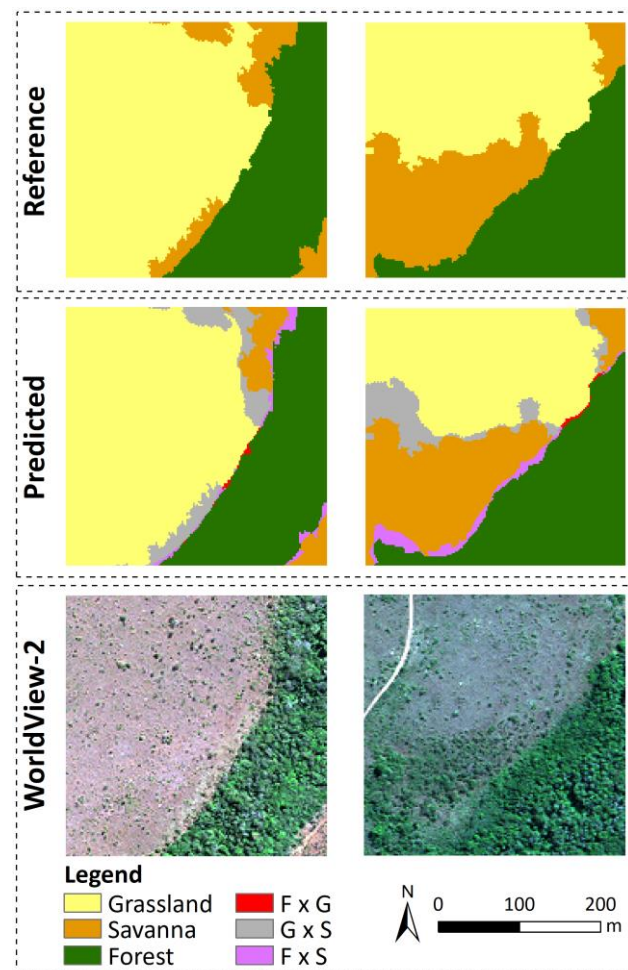 Reference
Predicted
WorldView-2
Legend
Grassland
Savanna
Forest
F x G
G x S
F x S
N
0 100 200
m